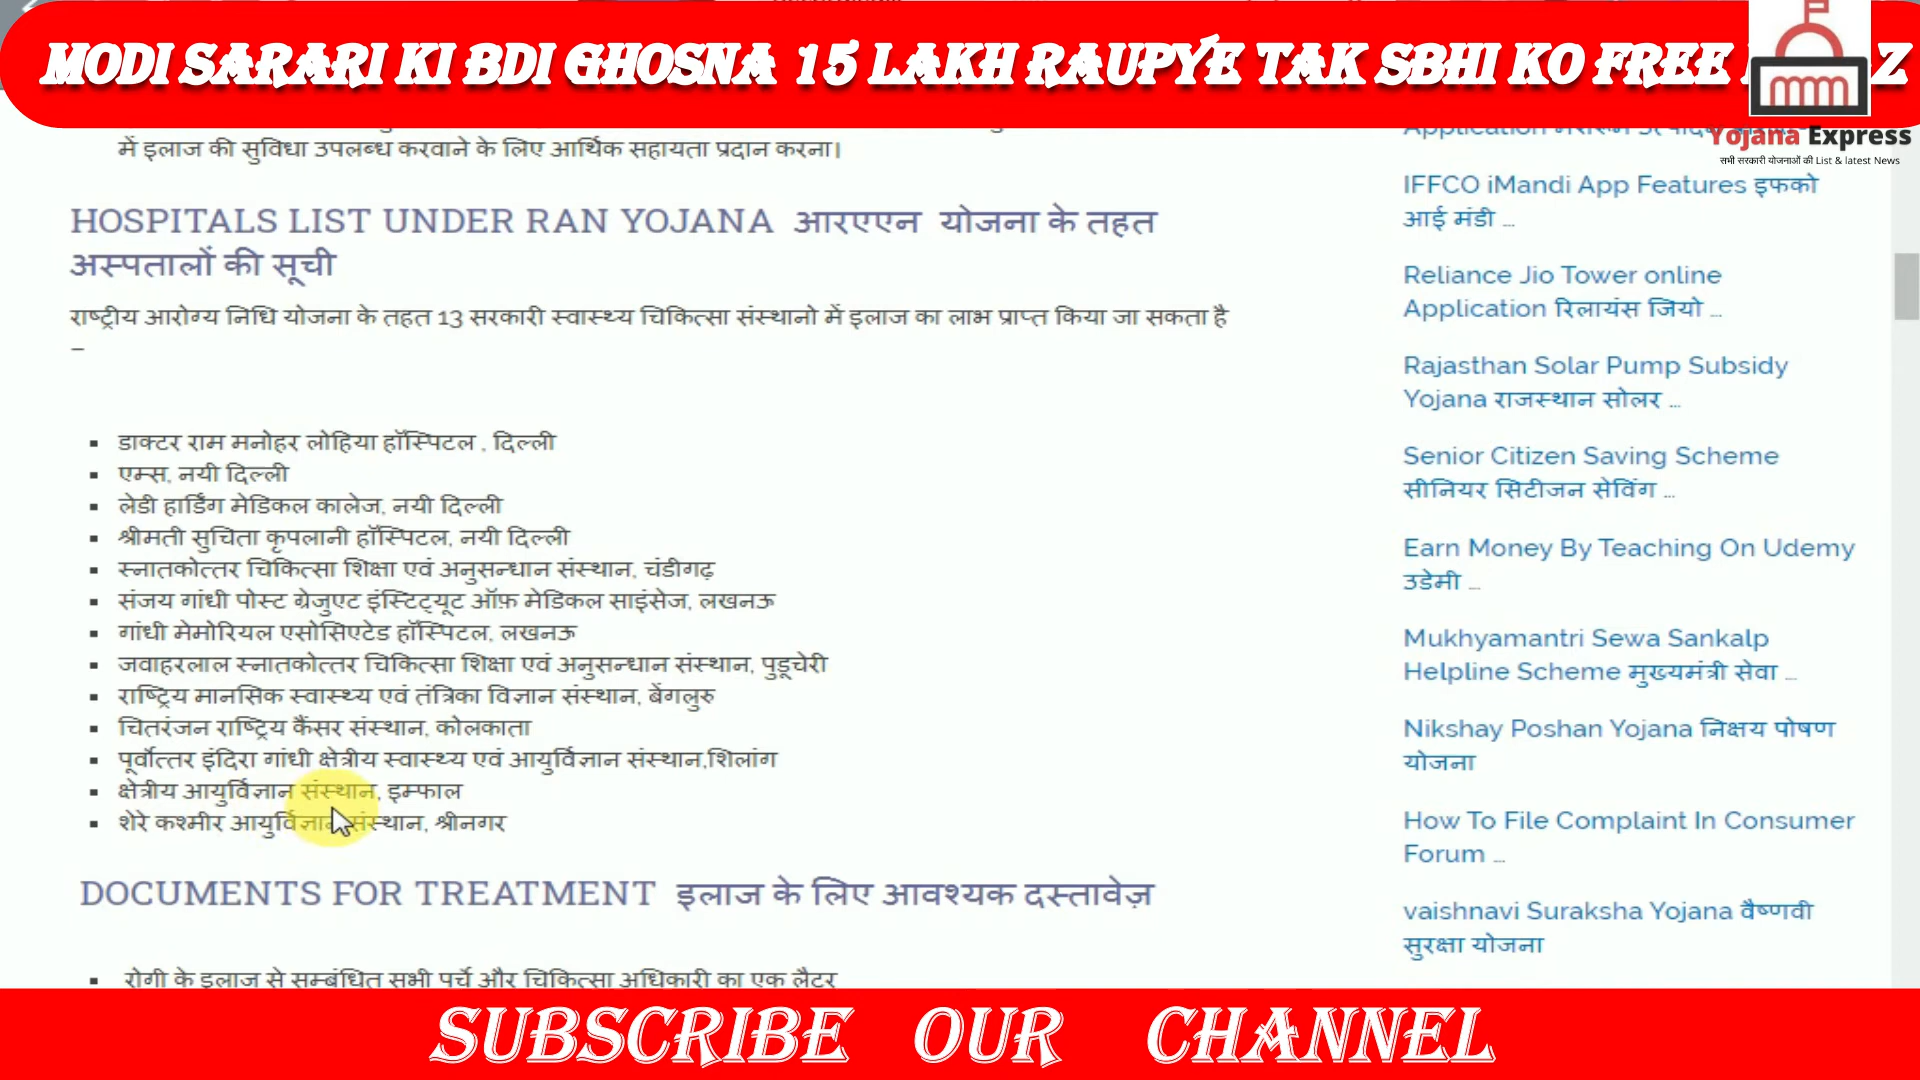 MODI SARARI KI BDI GHOSNA 15 LAKH RAUPYE TAK SBHI KO FREE
Yojana Express
सभी सरकारी योजनाओं की List & latest News
में इलाज की सुविधा उपलब्ध करवाने के लिए आर्थिक सहायता प्रदान करना।
HOSPITALS LIST UNDER RAN YOJANA आरएएन योजना के तहत
अस्पतालों की सूची
राष्ट्रीय आरोग्य निधि योजना के तहत 13 सरकारी स्वास्थ्य चिकित्सा संस्थानो में इलाज का लाभ प्राप्त किया जा सकता है
–
डाक्टर राम मनोहर लोहिया हॉस्पिटल , दिल्ली
एम्स, नयी दिल्ली
लेडी हार्डिंग मेडिकल कालेज, नयी दिल्ली
श्रीमती सुचिता कृपलानी हॉस्पिटल, नयी दिल्ली
स्नातकोत्तर चिकित्सा शिक्षा एवं अनुसन्धान संस्थान, चंडीगढ़
संजय गांधी पोस्ट ग्रेजुएट इंस्टिट्यूट ऑफ़ मेडिकल साइंसेज, लखनऊ
गांधी मेमोरियल एसोसिएटेड हॉस्पिटल, लखनऊ
जवाहरलाल स्नातकोत्तर चिकित्सा शिक्षा एवं अनुसन्धान संस्थान, पुडूचेरी
राष्ट्रिय मानसिक स्वास्थ्य एवं तंत्रिका विज्ञान संस्थान, बेंगलुरु
चितरंजन राष्ट्रिय कैंसर संस्थान, कोलकाता
पूर्वोत्तर इंदिरा गांधी क्षेत्रीय स्वास्थ्य एवं आयुर्विज्ञान संस्थान,शिलांग
क्षेत्रीय आयुर्विज्ञान संस्थान, इम्फाल
शेरे कश्मीर आयुर्विज्ञान संस्थान, श्रीनगर
DOCUMENTS FOR TREATMENT इलाज के लिए आवश्यक दस्तावेज़
रोगी के इलाज से सम्बंधित सभी पर्चे और चिकित्सा अधिकारी का एक लैटर
Application
IFFCO iMandi App Features इफको
आई मंडी ...
Reliance Jio Tower online
Application रिलायंस जियो ...
Rajasthan Solar Pump Subsidy
Yojana राजस्थान सोलर ...
Senior Citizen Saving Scheme
सीनियर सिटीजन सेविंग ...
Earn Money By Teaching On Udemy
उडेमी ...
Mukhyamantri Sewa Sankalp
Helpline Scheme मुख्यमंत्री सेवा ...
Nikshay Poshan Yojana निक्षय पोषण
योजना
How To File Complaint In Consumer
Forum ...
vaishnavi Suraksha Yojana वैष्णवी
सुरक्षा योजना
SUBSCRIBE OUR CHANNEL